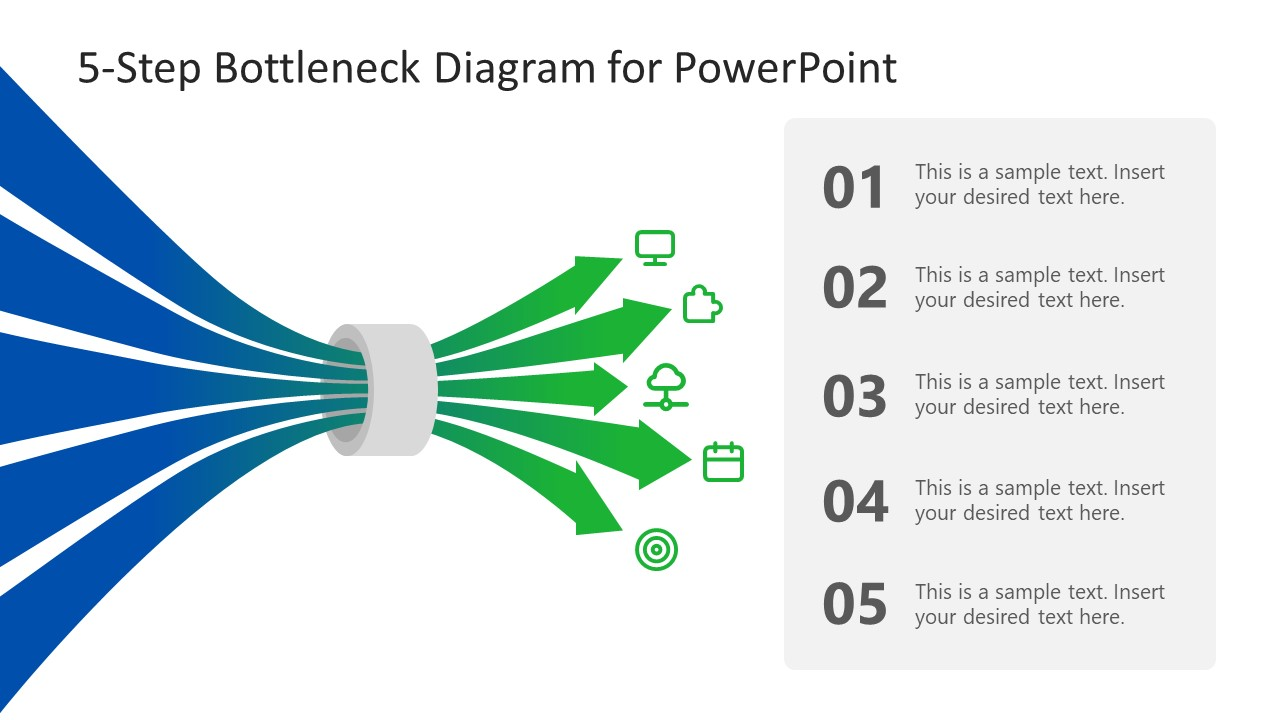 5-Step Bottleneck Diagram for PowerPoint
01
This is a sample text. Insert
your desired text here.
02
This is a sample text. Insert
your desired text here.
03
This is a sample text. Insert
your desired text here.
04
This is a sample text. Insert
your desired text here.
05
This is a sample text. Insert
your desired text here.